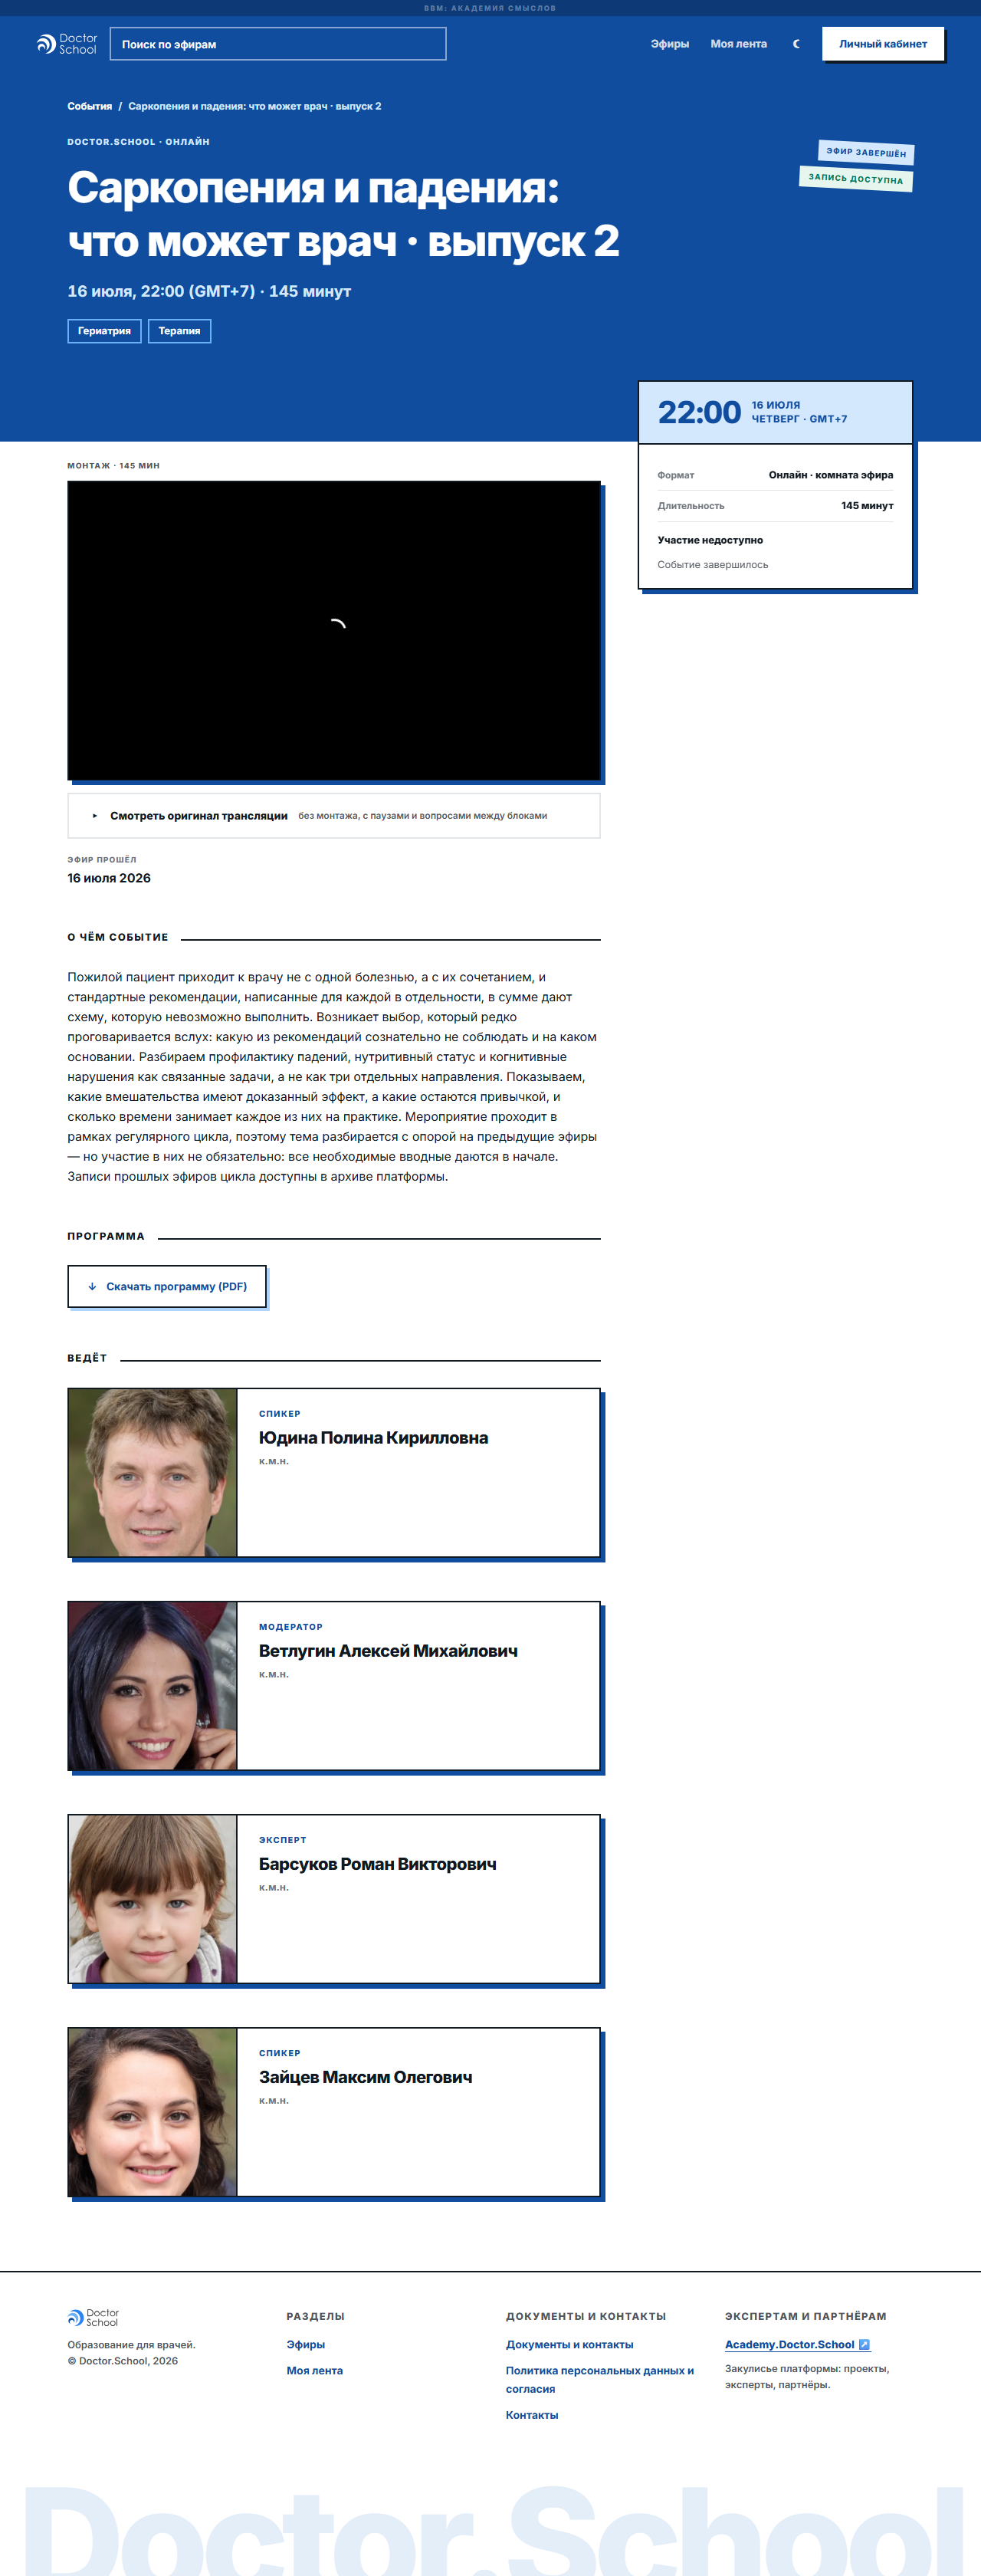 ВВМ: АКАДЕМИЯ СМЫСЛОВ
Doctor
School
Поиск по эфирам
Эфиры
Моя лента
Личный кабинет
События / Саркопения и падения: что может врач · выпуск 2
DOCTOR.SCHOOL · ОНЛАЙН
ЭФИР ЗАВЕРШЁН
ЗАПИСЬ ДОСТУПНА
Саркопения и падения:
что может врач · выпуск 2
16 июля, 22:00 (GMT+7) · 145 минут
Гериатрия
Терапия
22:00
16 ИЮЛЯ
ЧЕТВЕРГ · GMT+7
Формат
Онлайн · комната эфира
Длительность
145 минут
Участие недоступно
Событие завершилось
МОНТАЖ · 145 МИН
Смотреть оригинал трансляции
без монтажа, с паузами и вопросами между блоками
ЭФИР ПРОШЁЛ
16 июля 2026
О ЧЁМ СОБЫТИЕ
Пожилой пациент приходит к врачу не с одной болезнью, а с их сочетанием, и
стандартные рекомендации, написанные для каждой в отдельности, в сумме дают
схему, которую невозможно выполнить. Возникает выбор, который редко
проговаривается вслух: какую из рекомендаций сознательно не соблюдать и на каком
основании. Разбираем профилактику падений, нутритивный статус и когнитивные
нарушения как связанные задачи, а не как три отдельных направления. Показываем,
какие вмешательства имеют доказанный эффект, а какие остаются привычкой, и
сколько времени занимает каждое из них на практике. Мероприятие проходит в
рамках регулярного цикла, поэтому тема разбирается с опорой на предыдущие эфиры
— но участие в них не обязательно: все необходимые вводные даются в начале.
Записи прошлых эфиров цикла доступны в архиве платформы.
ПРОГРАММА
Скачать программу (PDF)
ВЕДЁТ
СПИКЕР
Юдина Полина Кирилловна
К.М.Н.
МОДЕРАТОР
Ветлугин Алексей Михайлович
К.М.Н.
ЭКСПЕРТ
Барсуков Роман Викторович
К.М.Н.
СПИКЕР
Зайцев Максим Олегович
К.М.Н.
Doctor
School
Образование для врачей.
© Doctor.School, 2026
РАЗДЕЛЫ
Эфиры
Моя лента
ДОКУМЕНТЫ И КОНТАКТЫ
Документы и контакты
Политика персональных данных и
согласия
Контакты
ЭКСПЕРТАМ И ПАРТНЁРАМ
Academy.Doctor.School
Закулисье платформы: проекты,
эксперты, партнёры.
Doctor.School